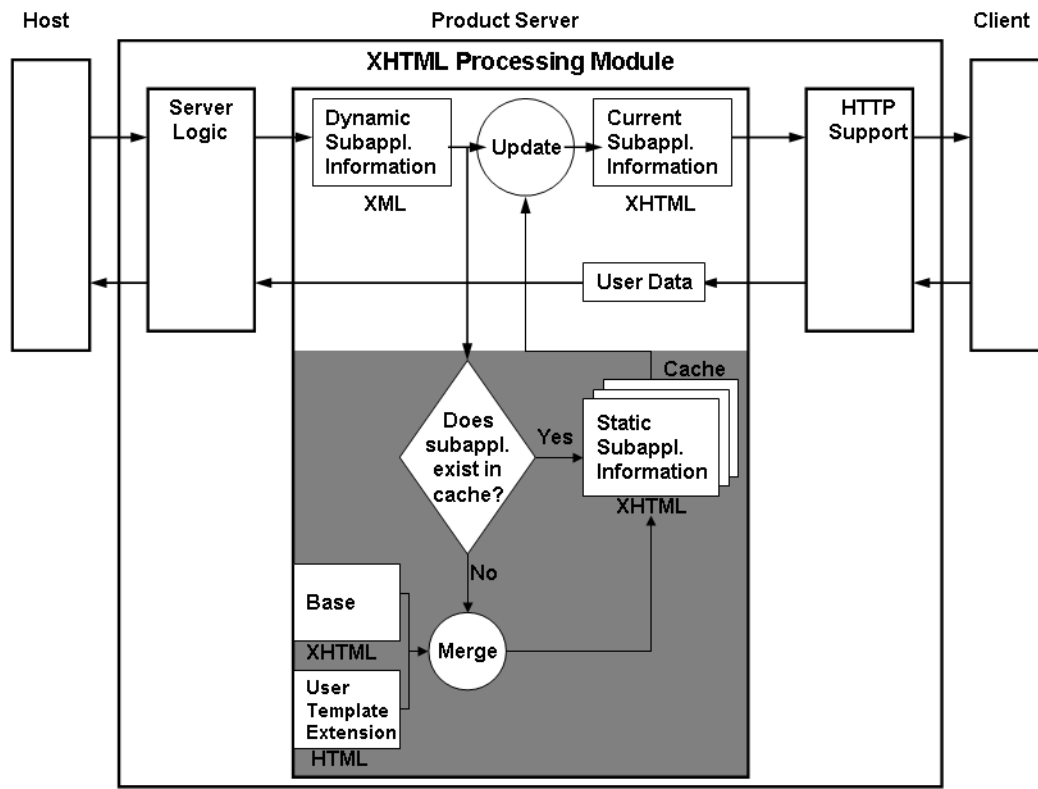 Host
Product Server
Client
XHTML Processing Module
Server
Logic
Dynamic
Subappl.
Information
XML
Update
Current
Subappl.
Information
XHTML
HTTP
Support
User Data
Cache
Does
subappl.
exist in
cache?
Yes
Static
Subappl.
Information
XHTML
No
Base
XHTML
Merge
User
Template
Extension
HTML